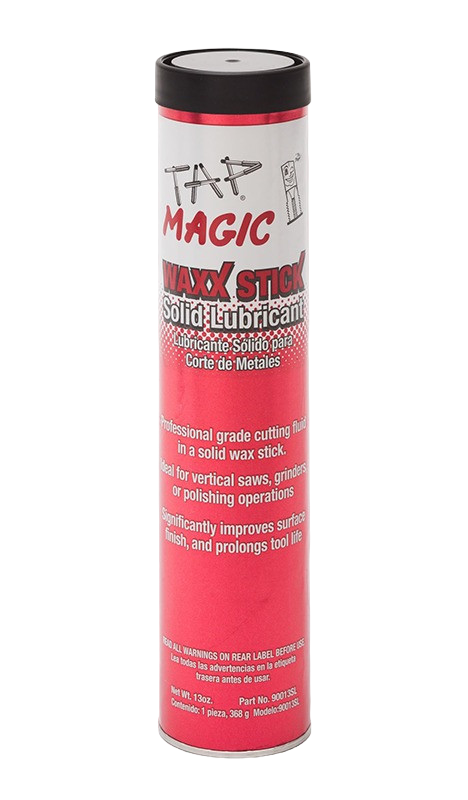 TAP®
MAGIC
WAXX STICK
Solid Lubricant
Lubricante Sólido para
Corte de Metales
Professional grade cutting fluid
in a solid wax stick.
Ideal for vertical saws, grinders
or polishing operations
Significantly improves surface
finish, and prolongs tool life
READ ALL WARNINGS ON REAR LABEL BEFORE USE.
Lea todas las advertencias en la etiqueta
trasera antes de usar.
Net Wt. 13oz. Part No. 90013SL
Contenido: 1 pieza, 368 g Modelo:90013SL